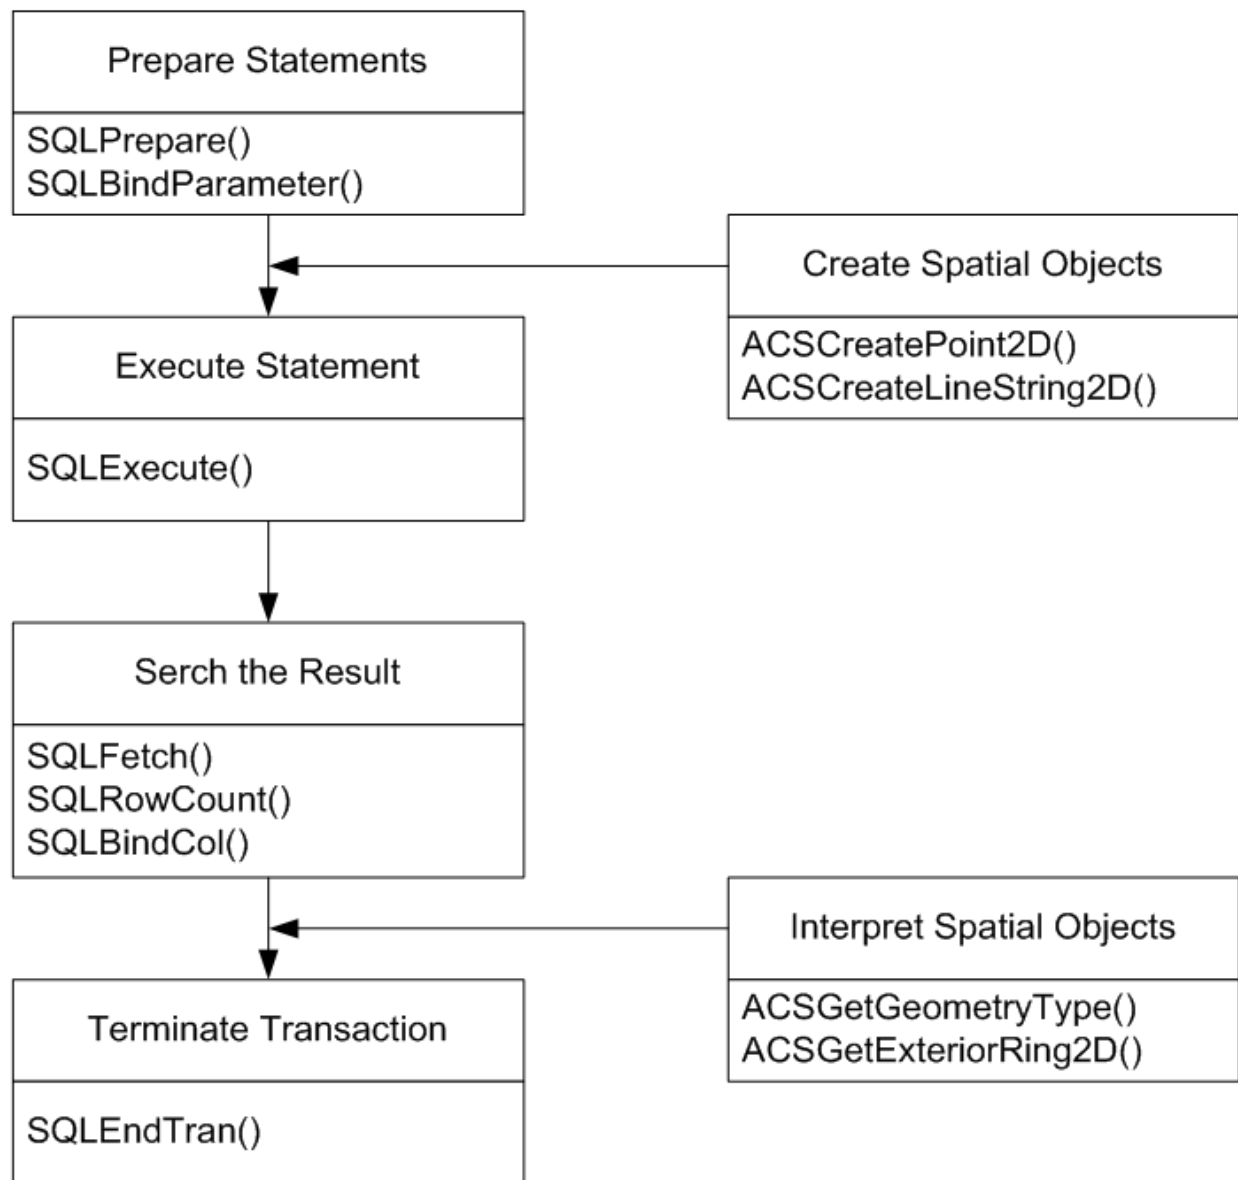 Prepare Statements
SQLPrepare()
SQLBindParameter()
Create Spatial Objects
ACSCreatePoint2D()
ACSCreateLineString2D()
Execute Statement
SQLExecute()
Serch the Result
SQLFetch()
SQLRowCount()
SQLBindCol()
Interpret Spatial Objects
ACSGetGeometryType()
ACSGetExteriorRing2D()
Terminate Transaction
SQLEndTran()